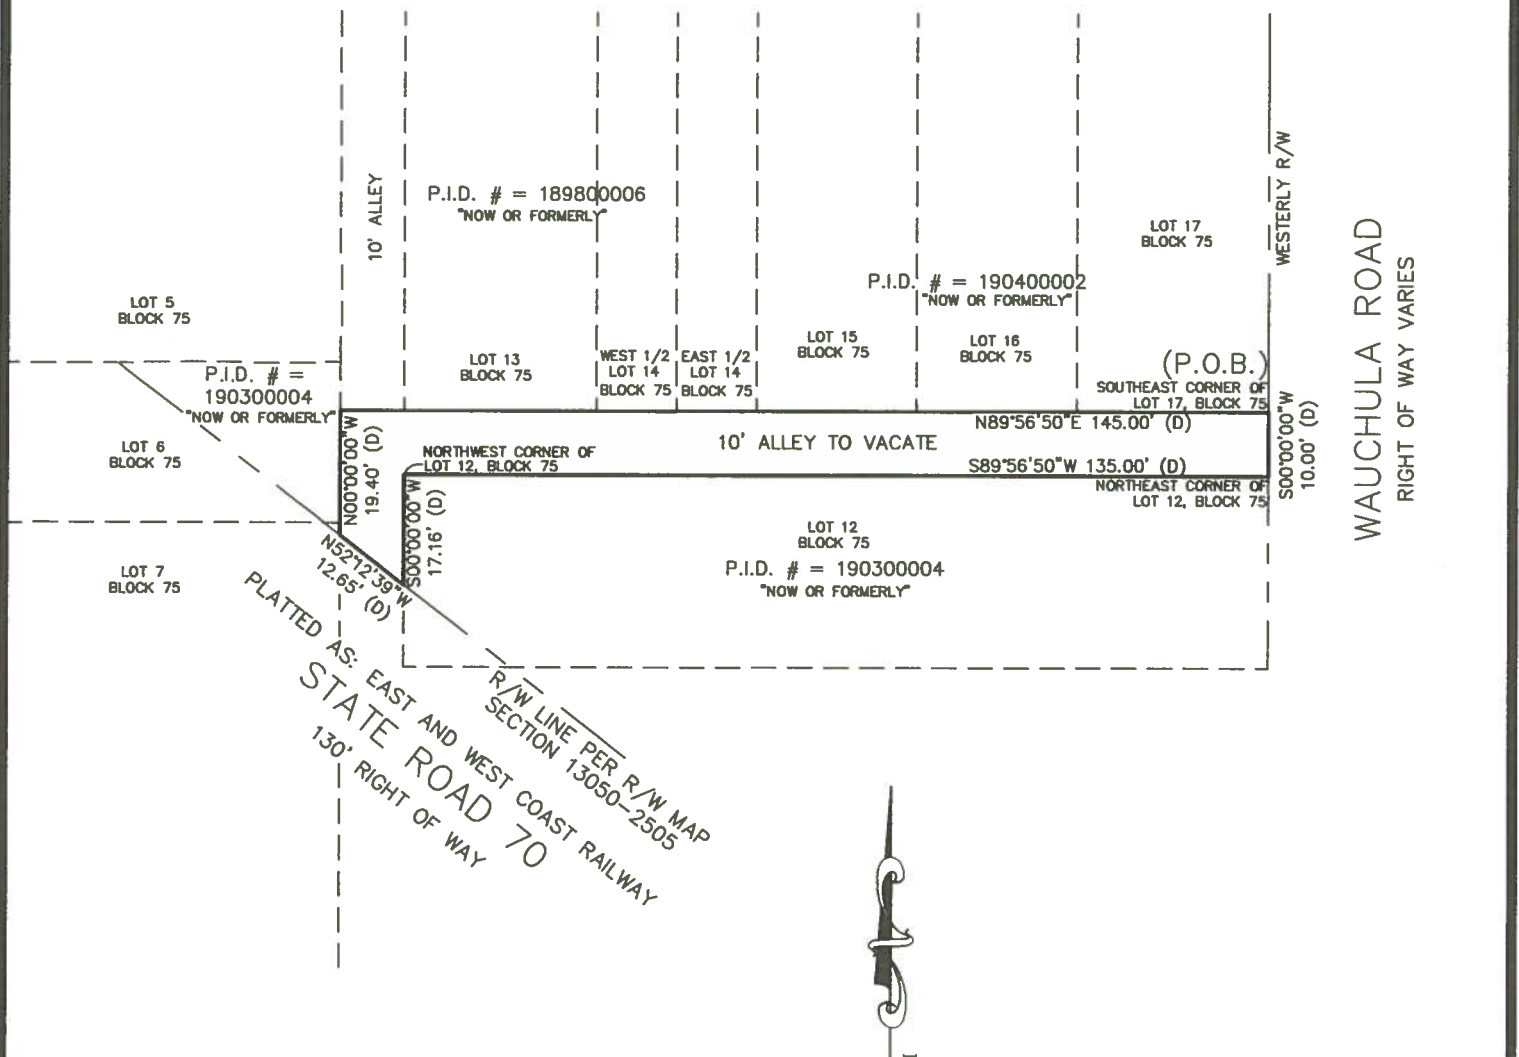 10' ALLEY
P.I.D. # = 189800006
"NOW OR FORMERLY"
WESTERLY R/W
LOT 17
BLOCK 75
P.I.D. # = 190400002
"NOW OR FORMERLY"
WAUCHULA ROAD
RIGHT OF WAY VARIES
LOT 5
BLOCK 75
LOT 13
BLOCK 75
WEST 1/2
LOT 14
BLOCK 75
EAST 1/2
LOT 14
BLOCK 75
LOT 15
BLOCK 75
LOT 16
BLOCK 75
(P.O.B.)
SOUTHEAST CORNER OF
LOT 17, BLOCK 75
P.I.D. # =
190300004
"NOW OR FORMERLY"
N89°56'50"E 145.00' (D)
S00°00'00"W
10.00' (D)
LOT 6
BLOCK 75
N00°00'00"W
19.40' (D)
10' ALLEY TO VACATE
NORTHWEST CORNER OF
LOT 12, BLOCK 75
S89°56'50"W 135.00' (D)
NORTHEAST CORNER OF
LOT 12, BLOCK 75
S00°00'00"W
17.16' (D)
LOT 12
BLOCK 75
P.I.D. # = 190300004
"NOW OR FORMERLY"
LOT 7
BLOCK 75
N52°12'39"W
12.65' (D)
R/W LINE PER R/W MAP
SECTION 13050-2505
PLATTED AS: EAST AND WEST COAST RAILWAY
STATE ROAD 70
130' RIGHT OF WAY